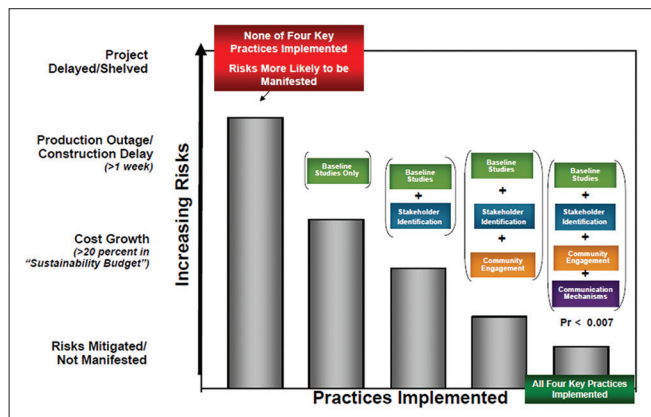 None of Four Key
Practices Implemented
Risks More Likely to be
Manifested
Project
Delayed/Shelved
Production Outage/
Construction Delay
(>1 week)
Cost Growth
(>20 percent in
“Sustainability Budget”)
Risks Mitigated/
Not Manifested
Increasing Risks
Baseline
Studies Only
Baseline
Studies
+
Stakeholder
Identification
Baseline
Studies
+
Stakeholder
Identification
+
Community
Engagement
Baseline
Studies
+
Stakeholder
Identification
+
Community
Engagement
+
Communication
Mechanisms
Pr < 0.007
All Four Key Practices
Implemented
Practices Implemented